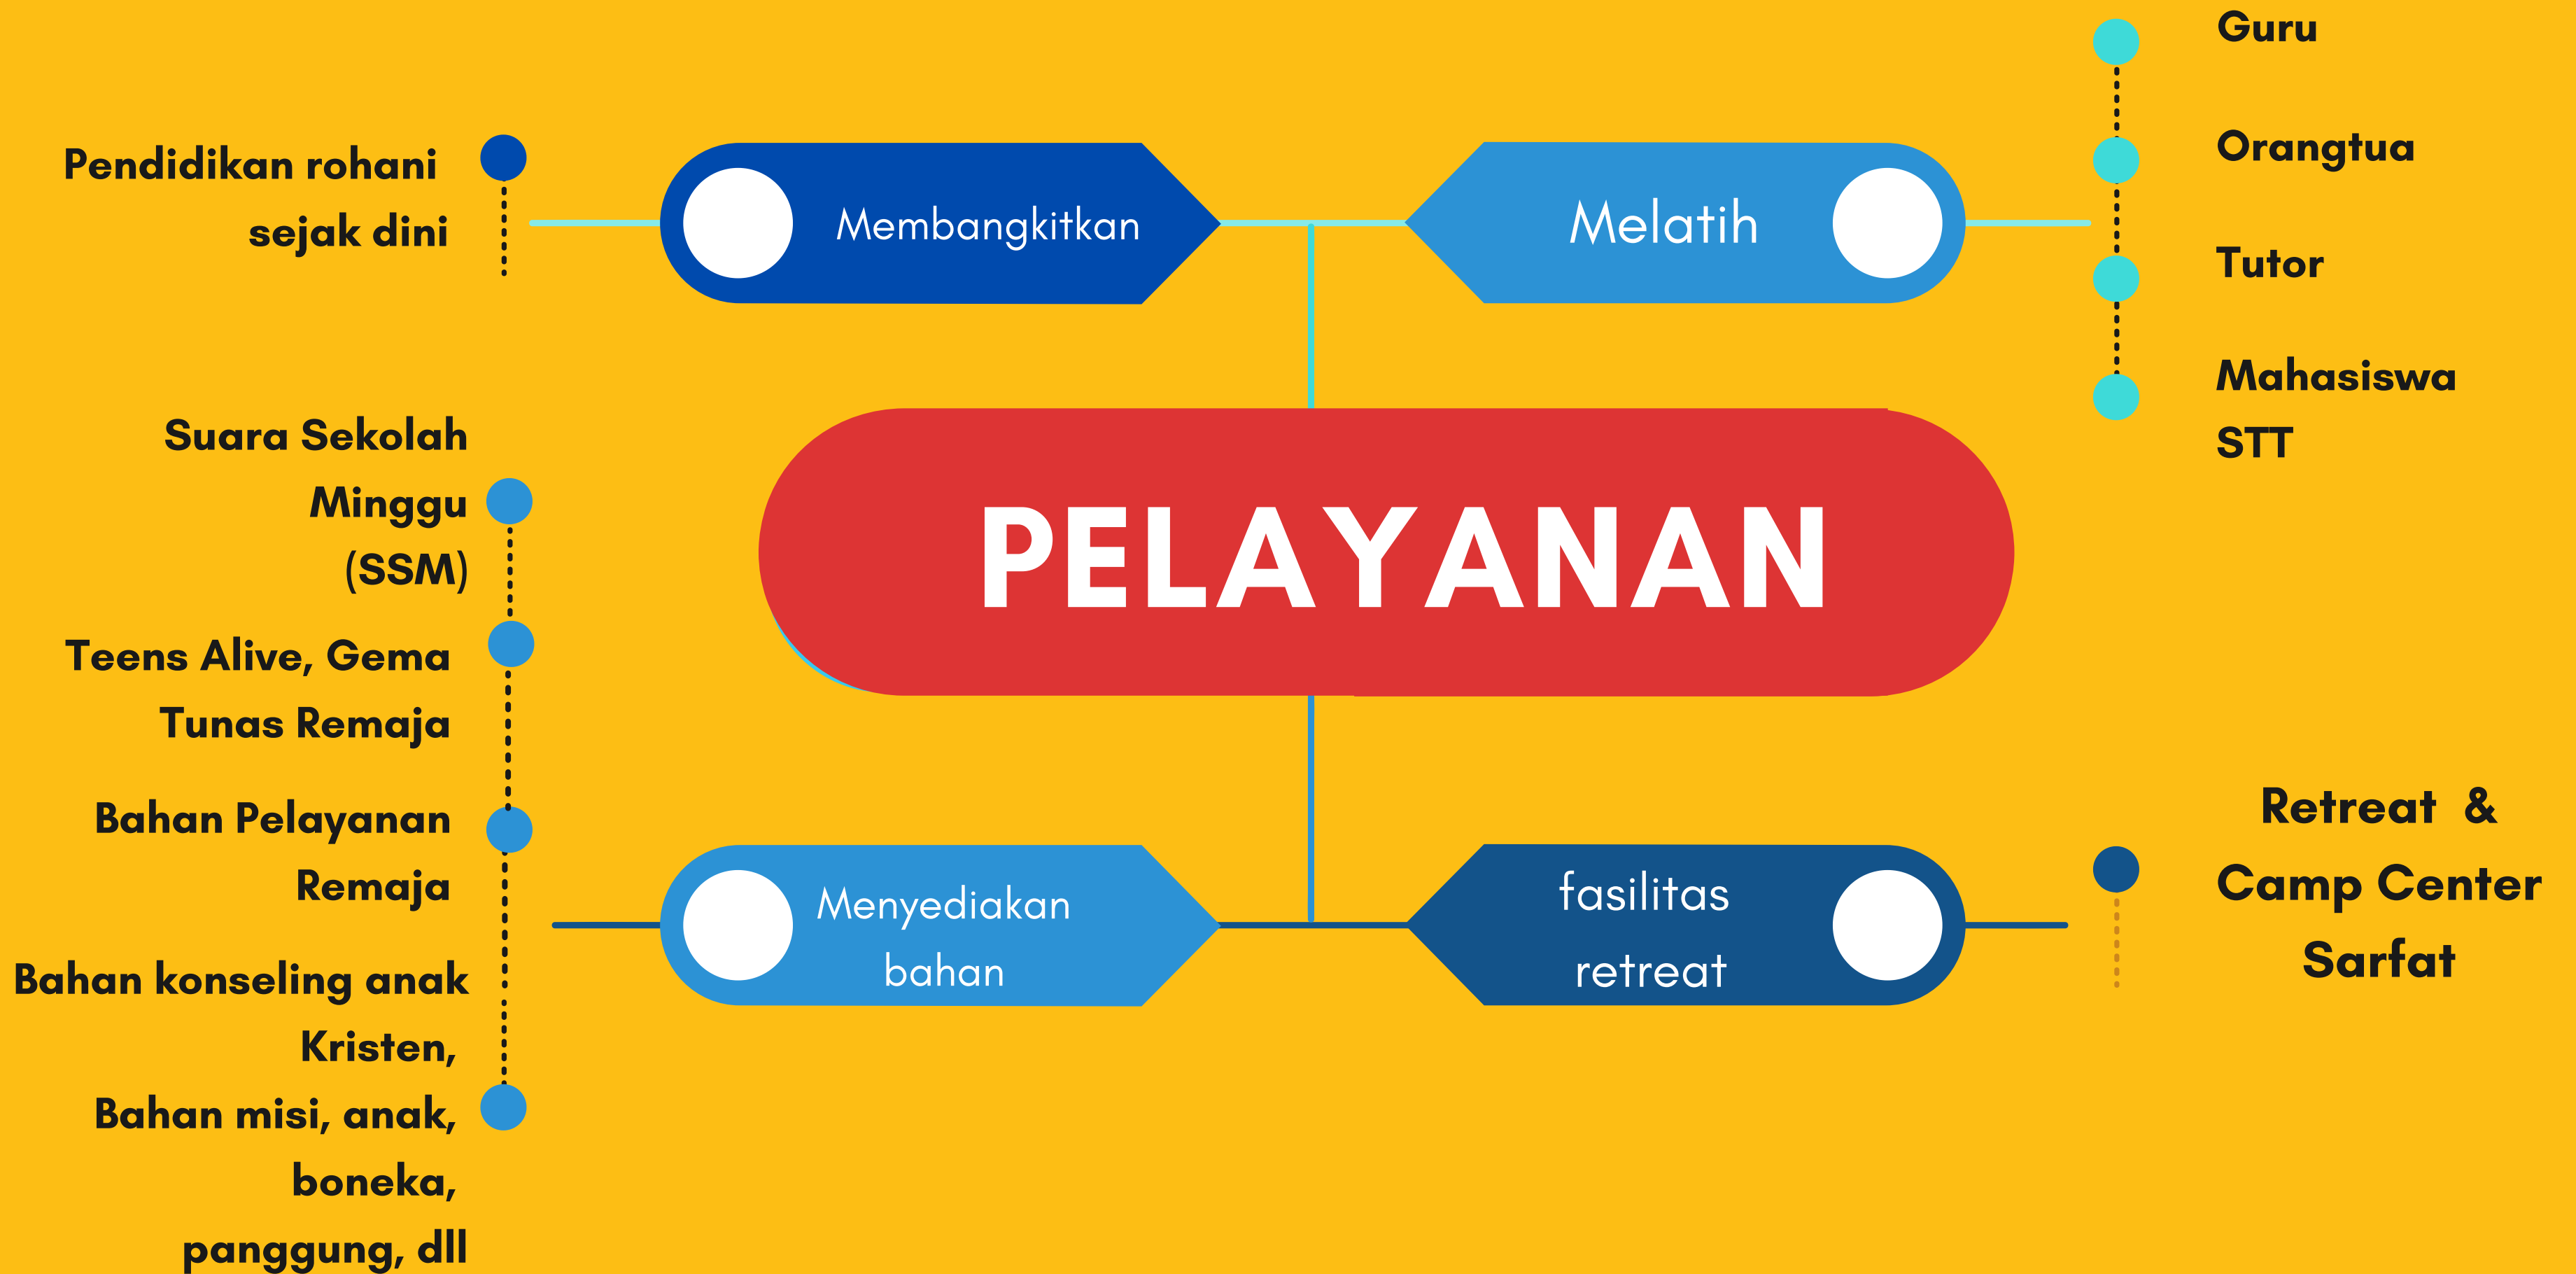 Pendidikan rohani
sejak dini
Membangkitkan
Melatih
Guru
Orangtua
Tutor
Mahasiswa
STT
PELAYANAN
Suara Sekolah
Minggu
(SSM)
Teens Alive, Gema
Tunas Remaja
Bahan Pelayanan
Remaja
Bahan konseling anak
Kristen,
Bahan misi, anak,
boneka,
panggung, dll
Menyediakan
bahan
fasilitas
retreat
Retreat &
Camp Center
Sarfat